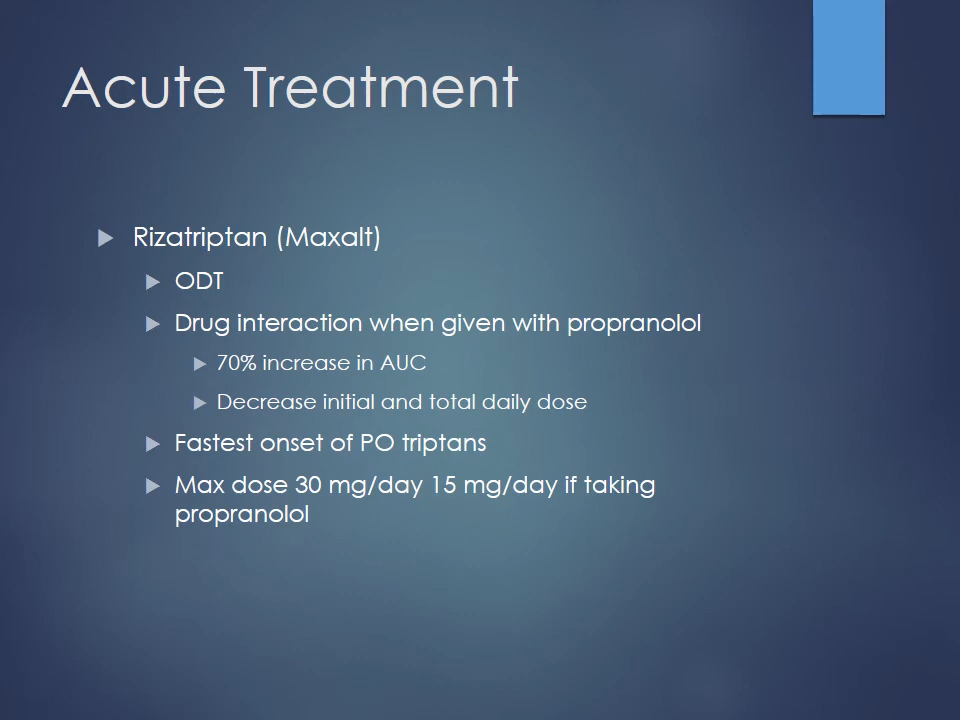 Acute Treatment
Rizatriptan (Maxalt)
ODT
Drug interaction when given with propranolol
70% increase in AUC
Decrease initial and total daily dose
Fastest onset of PO triptans
Max dose 30 mg/day 15 mg/day if taking
propranolol